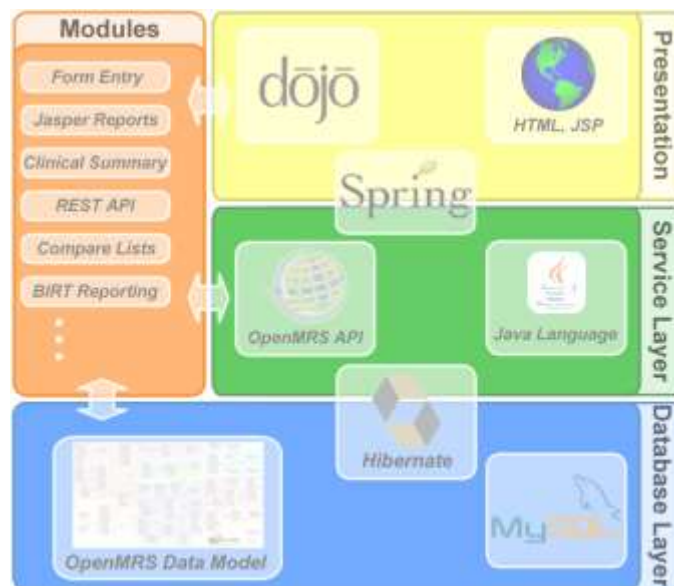 Modules
Form Entry
Jasper Reports
Clinical Summary
REST API
Compare Lists
BIRT Reporting
dōjō
HTML, JSP
Presentation
Spring
OpenMRS API
Java Language
Service Layer
Hibernate
OpenMRS Data Model
MySQL
Database Layer